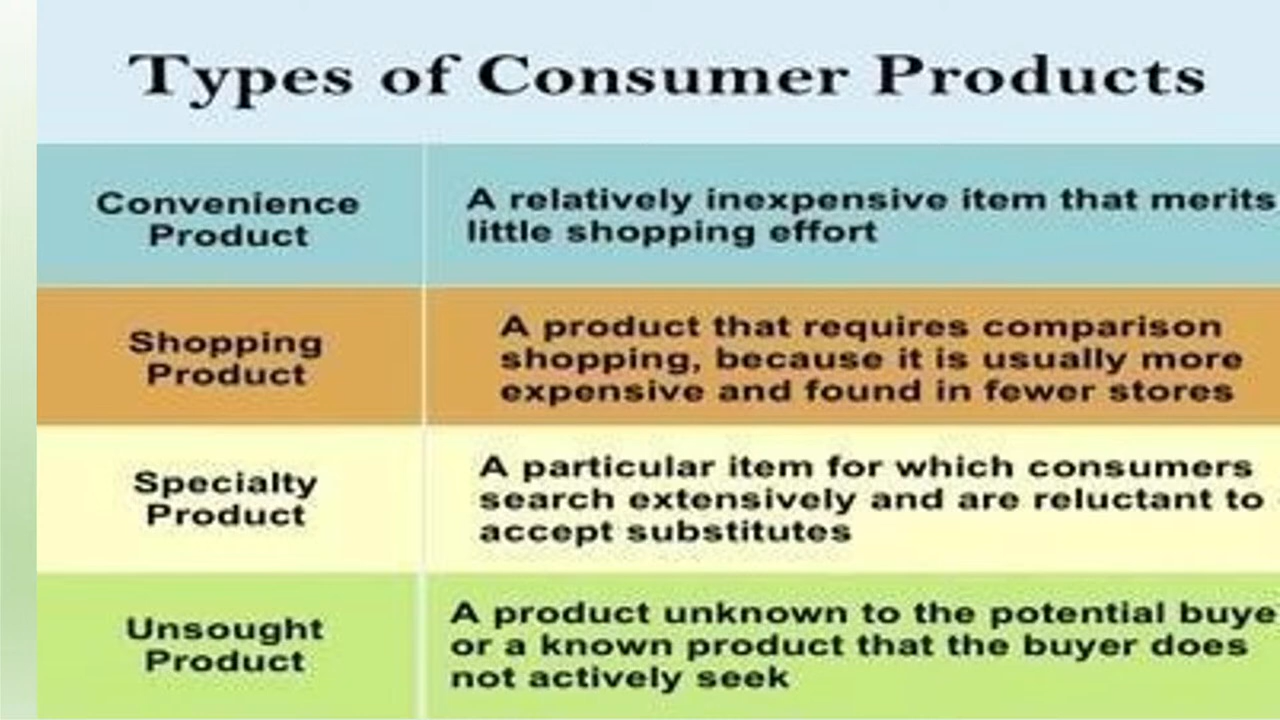 Types of Consumer Products
Convenience
Product
A relatively inexpensive item that merits
little shopping effort
Shopping
Product
A product that requires comparison
shopping, because it is usually more
expensive and found in fewer stores
Specialty
Product
A particular item for which consumers
search extensively and are reluctant to
accept substitutes
Unsought
Product
A product unknown to the potential buye
or a known product that the buyer does
not actively seek